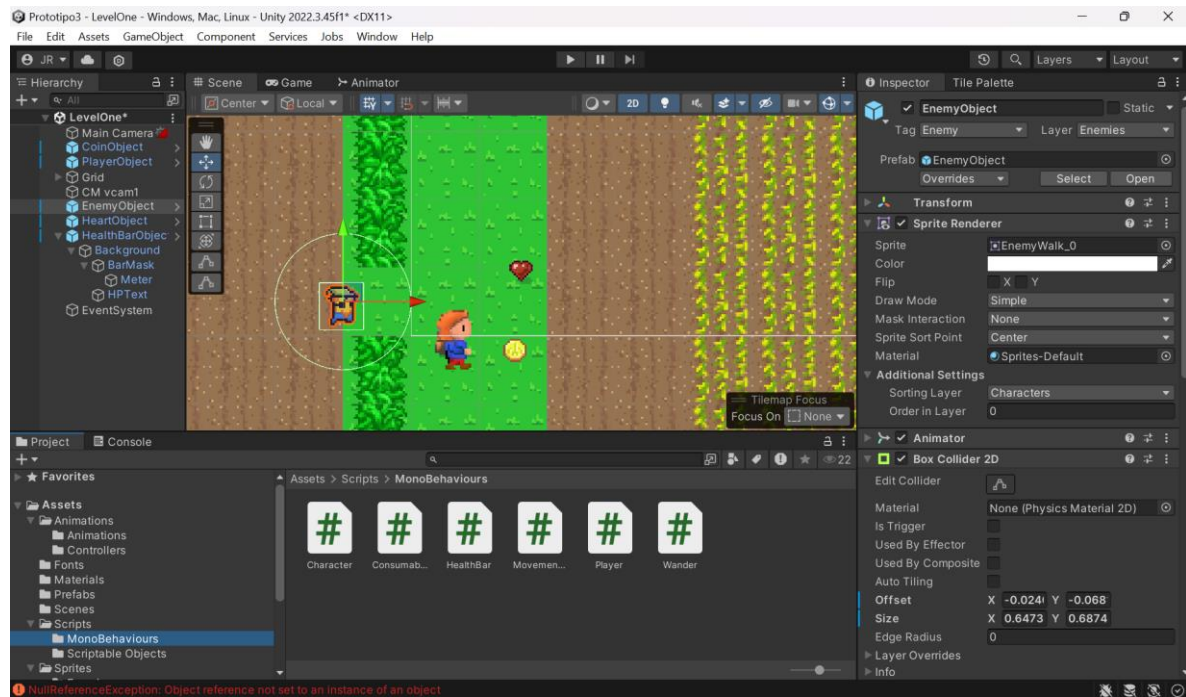 Prototipo3 - LevelOne - Windows, Mac, Linux - Unity 2022.3.45f1* <DX11>
File Edit Assets GameObject Component Services Jobs Window Help
JR Layers Layout
Hierarchy
All
LevelOne*
Main Camera
CoinObject
PlayerObject
Grid
CM vcam1
EnemyObject
HeartObject
HealthBarObjec
Background
BarMask
Meter
HPText
EventSystem
Scene Game Animator
Center Local 2D
Tilemap Focus
Focus On None
Inspector Tile Palette
EnemyObject Static
Tag Enemy Layer Enemies
Prefab EnemyObject
Overrides Select Open
Transform
Sprite Renderer
Sprite EnemyWalk_0
Color
Flip X Y
Draw Mode Simple
Mask Interaction None
Sprite Sort Point Center
Material Sprites-Default
Additional Settings
Sorting Layer Characters
Order in Layer 0
Animator
Box Collider 2D
Edit Collider
Material None (Physics Material 2D)
Is Trigger
Used By Effector
Used By Composite
Auto Tiling
Offset X -0.024 Y -0.068
Size X 0.6473 Y 0.6874
Edge Radius 0
Layer Overrides
Info
Project Console
22
Favorites
Assets
Animations
Animations
Controllers
Fonts
Materials
Prefabs
Scenes
Scripts
MonoBehaviours
Scriptable Objects
Sprites
Assets > Scripts > MonoBehaviours
Character Consumab... HealthBar Movemen... Player Wander
NullReferenceException: Object reference not set to an instance of an object